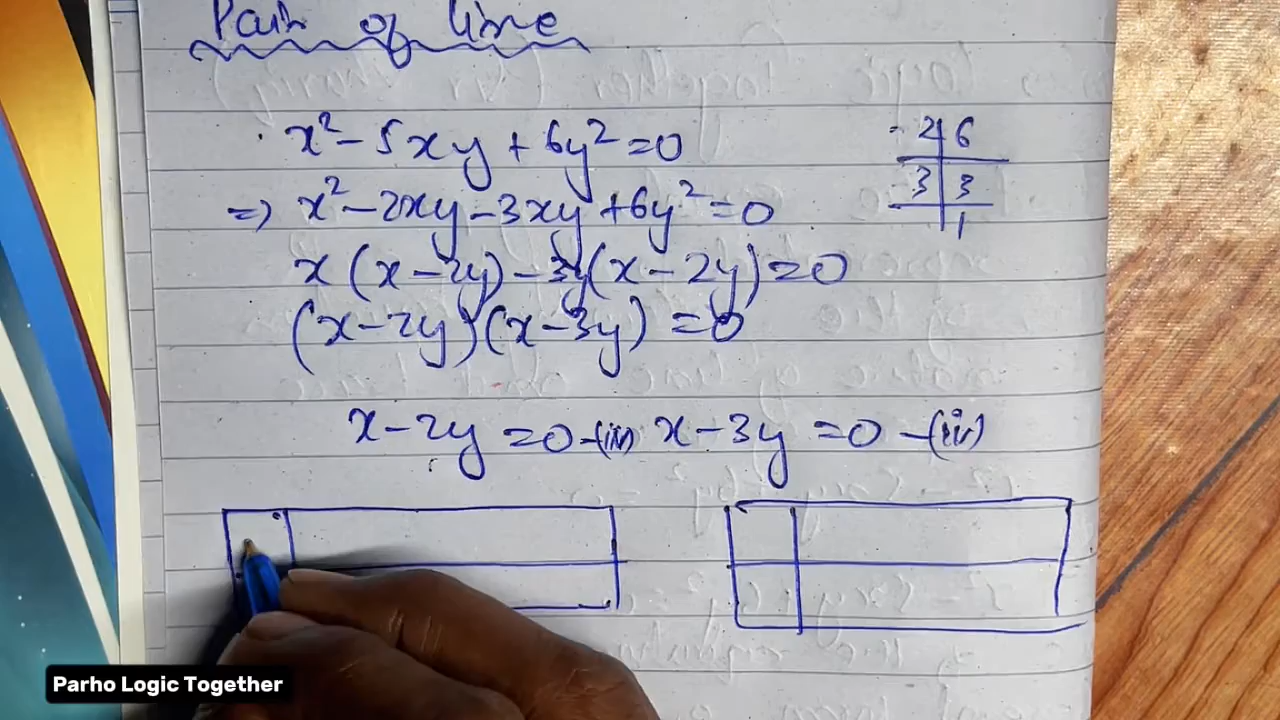 Pair of line
x² - 5xy + 6y² = 0
2 6
3 3
1
=) x² - 2xy - 3xy + 6y² = 0
x (x - 2y) - 3y (x - 2y) = 0
(x - 2y) (x - 3y) = 0
x - 2y = 0 -(iii) x - 3y = 0 -(iv)
Parho Logic Together